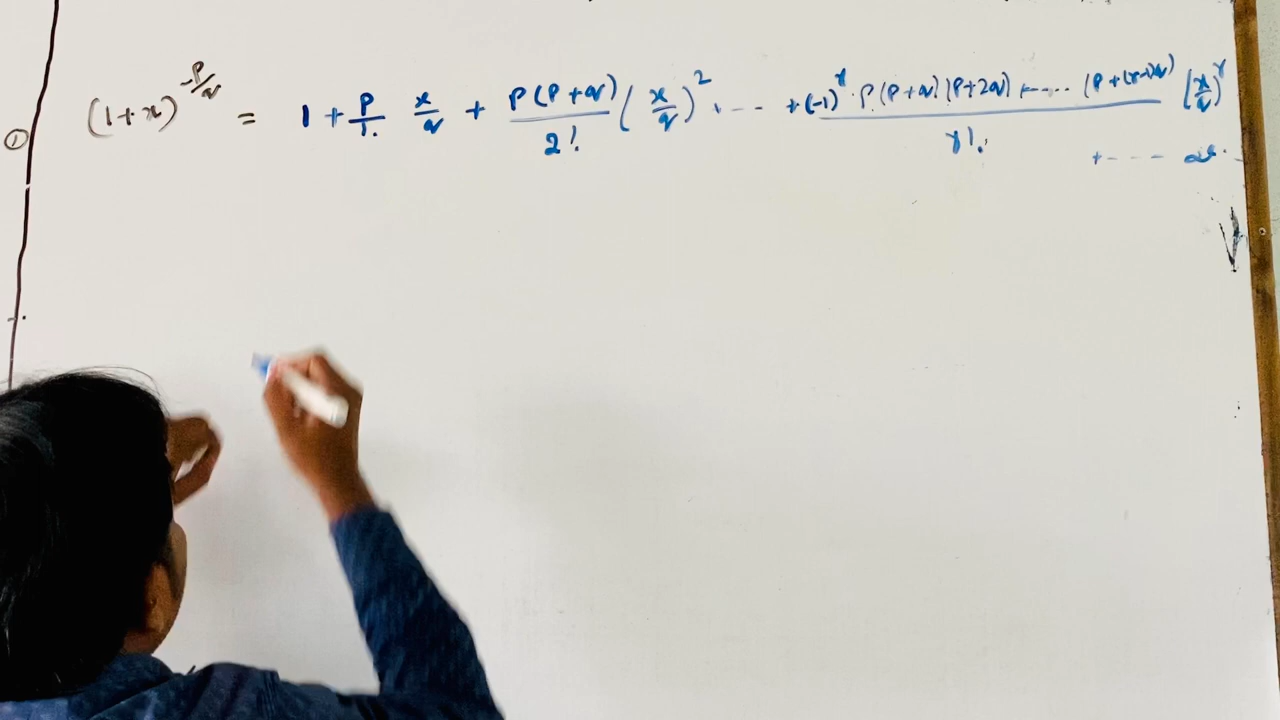 ① (1+x)^{-P/q} = 1 + P/1! x/q + P(P+q)/2! (x/q)^2 + ... + (-1)^r · P.(P+q)(P+2q) + .... (P+(r-1)q)/r! (x/q)^r
+ - - - - ∞.